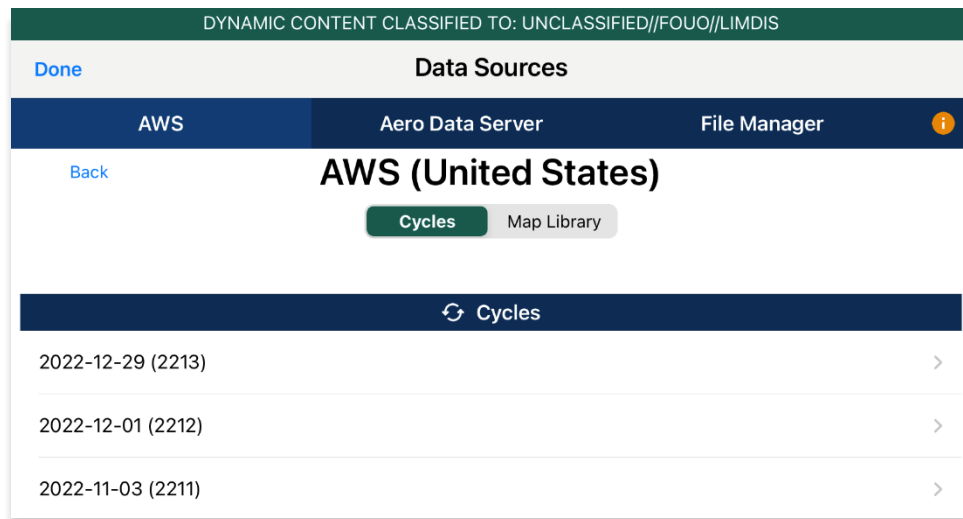 DYNAMIC CONTENT CLASSIFIED TO: UNCLASSIFIED//FOUO//LIMDIS
Done Data Sources
AWS Aero Data Server File Manager i
Back AWS (United States)
Cycles Map Library
Cycles
2022-12-29 (2213)
2022-12-01 (2212)
2022-11-03 (2211)